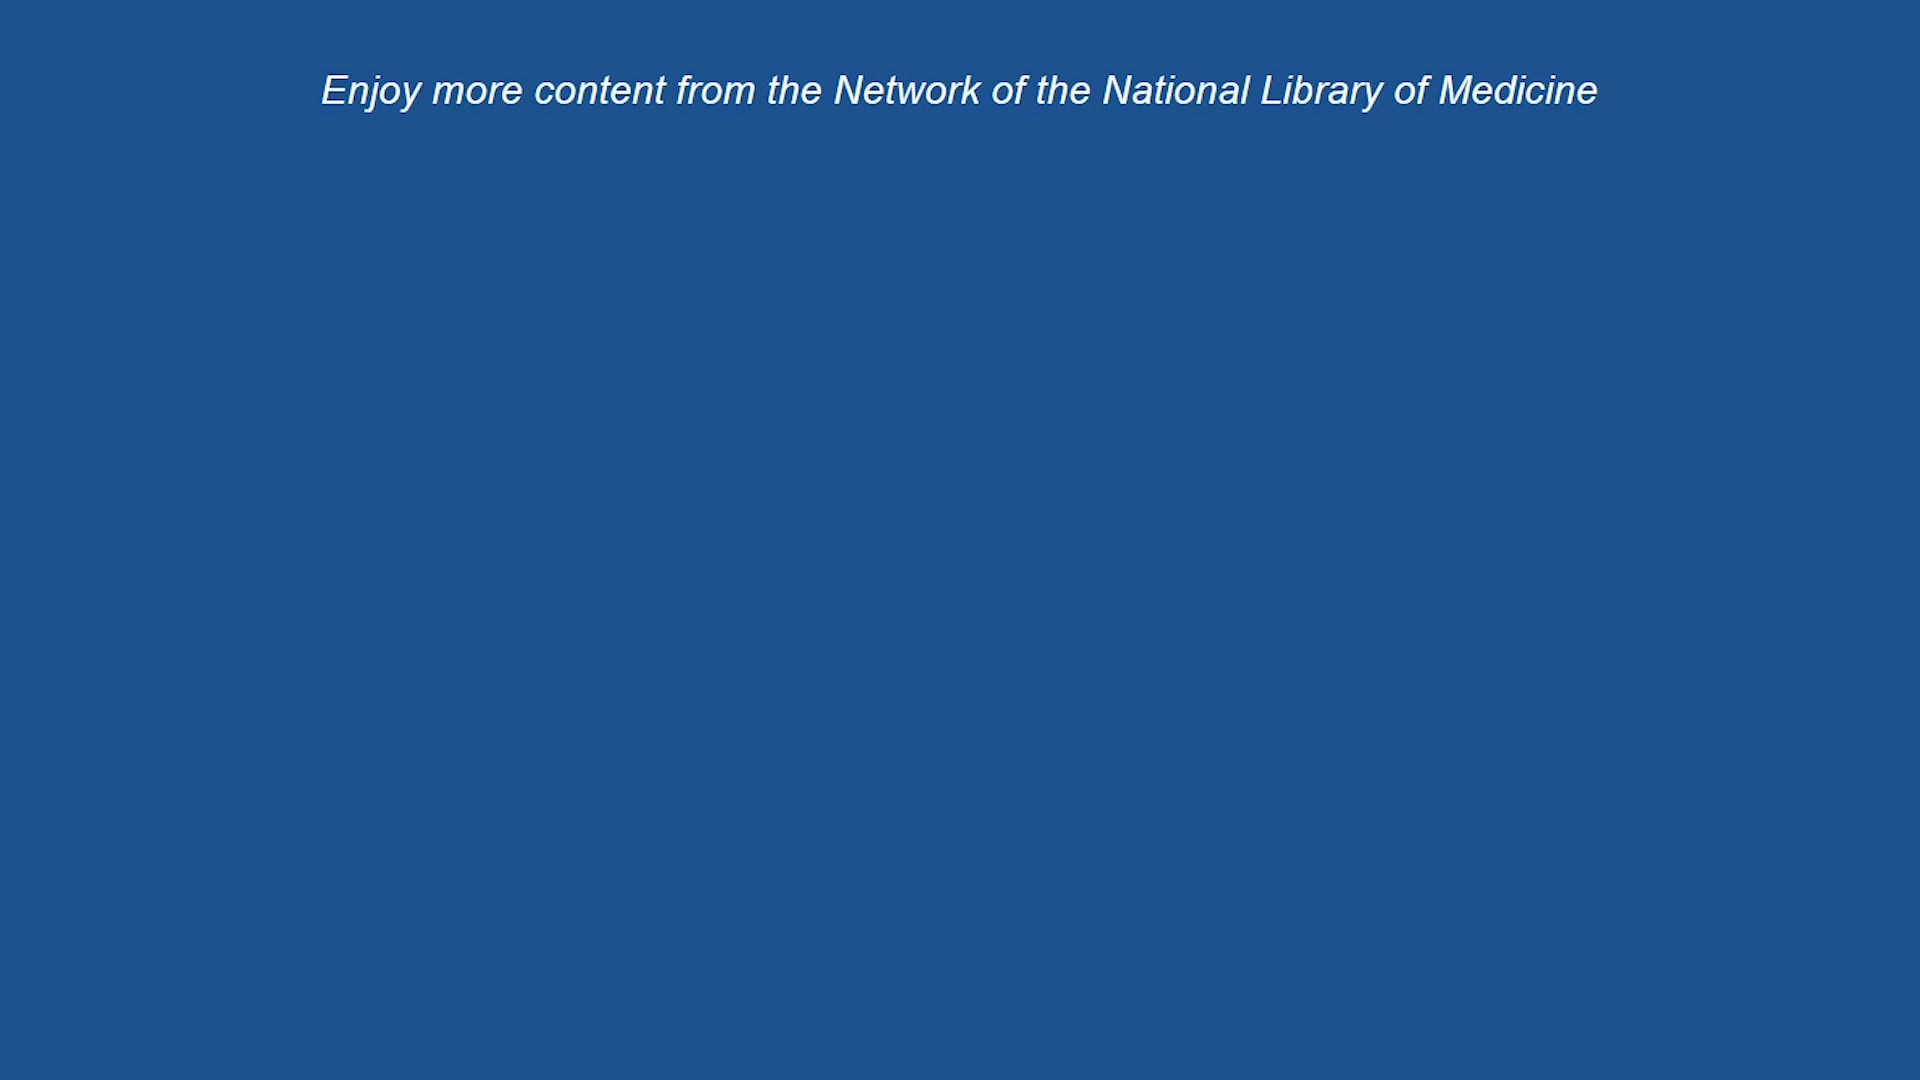 Enjoy more content from the Network of the National Library of Medicine